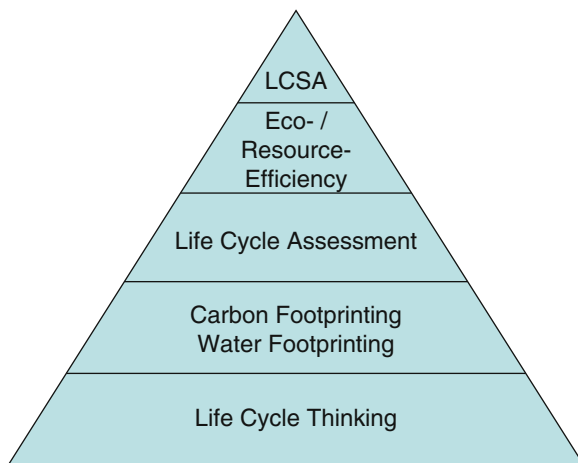 LCSA
Eco- /
Resource-
Efficiency
Life Cycle Assessment
Carbon Footprinting
Water Footprinting
Life Cycle Thinking